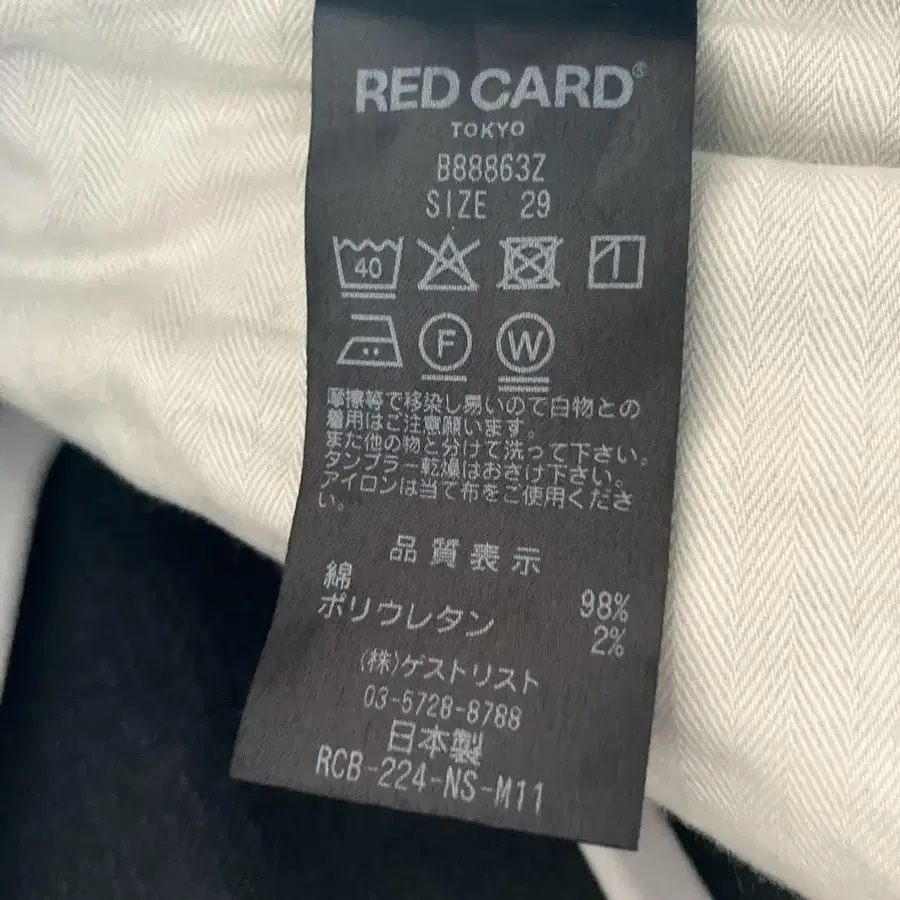 RED CARD®
TOKYO
B88863Z
SIZE 29
40
F
W
摩擦等で移染し易いので白物との
着用はご注意願います。
また他の物と分けて洗って下さい。
タンブラー乾燥はおさけ下さい。
アイロンは当て布をご使用くださ
い。
品質表示
綿 98%
ポリウレタン 2%
(株)ゲストリスト
03-5728-8788
日本製
RCB-224-NS-M11